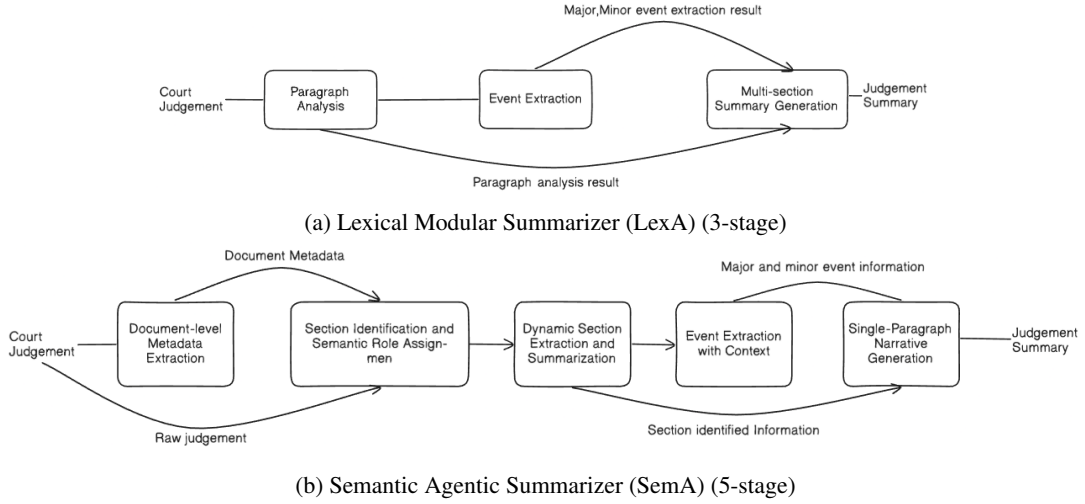 Major,Minor event extraction result
Court
Judgement
Paragraph
Analysis
Event Extraction
Multi-section
Summary Generation
Judgement
Summary
Paragraph analysis result
(a) Lexical Modular Summarizer (LexA) (3-stage)
Document Metadata
Major and minor event information
Court
Judgement
Document-level
Metadata
Extraction
Section Identification and
Semantic Role Assign-
men
Dynamic Section
Extraction and
Summarization
Event Extraction
with Context
Single-Paragraph
Narrative
Generation
Judgement
Summary
Raw judgement
Section identified Information
(b) Semantic Agentic Summarizer (SemA) (5-stage)